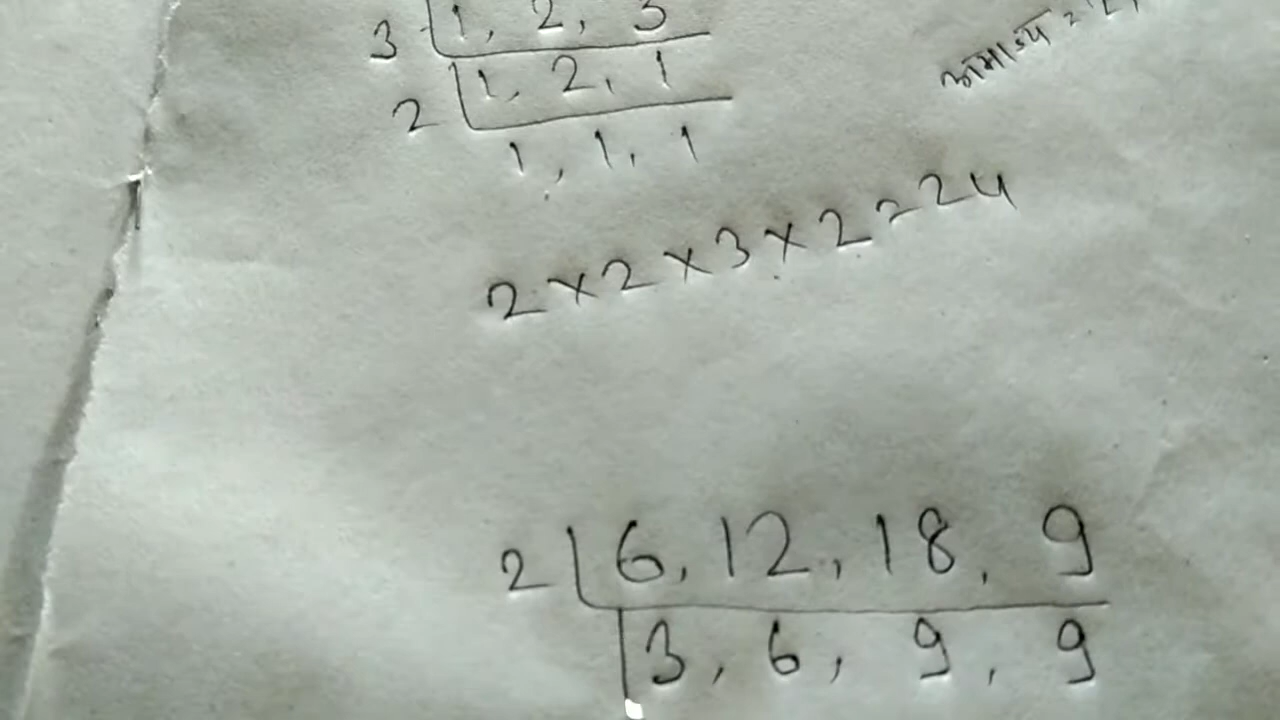 3 1, 2, 3
2 1, 2, 1
1, 1, 1
2 × 2 × 3 × 2 = 24
2 6, 12, 18, 9
3, 6, 9, 9